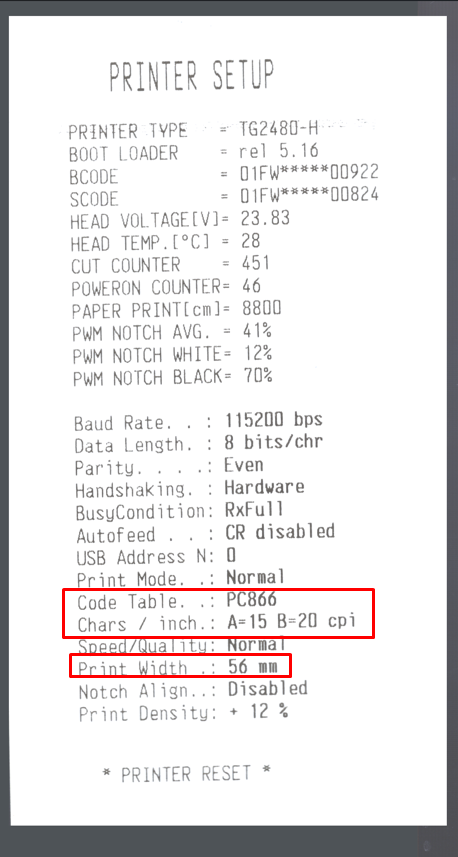 PRINTER SETUP
PRINTER TYPE = TG2480-H
BOOT LOADER = rel 5.16
BCODE = 01FW*****00922
SCODE = 01FW*****00824
HEAD VOLTAGE[V]= 23.83
HEAD TEMP.[°C] = 28
CUT COUNTER = 451
POWERON COUNTER= 46
PAPER PRINT[cm]= 8800
PWM NOTCH AVG. = 41%
PWM NOTCH WHITE= 12%
PWM NOTCH BLACK= 70%
Baud Rate. . : 115200 bps
Data Length. : 8 bits/chr
Parity. . . .: Even
Handshaking. : Hardware
BusyCondition: RxFull
Autofeed . . : CR disabled
USB Address N: 0
Print Mode. .: Normal
Code Table. .: PC866
Chars / inch.: A=15 B=20 cpi
Speed/Quality: Normal
Print Width .: 56 mm
Notch Align..: Disabled
Print Density: + 12 %
* PRINTER RESET *